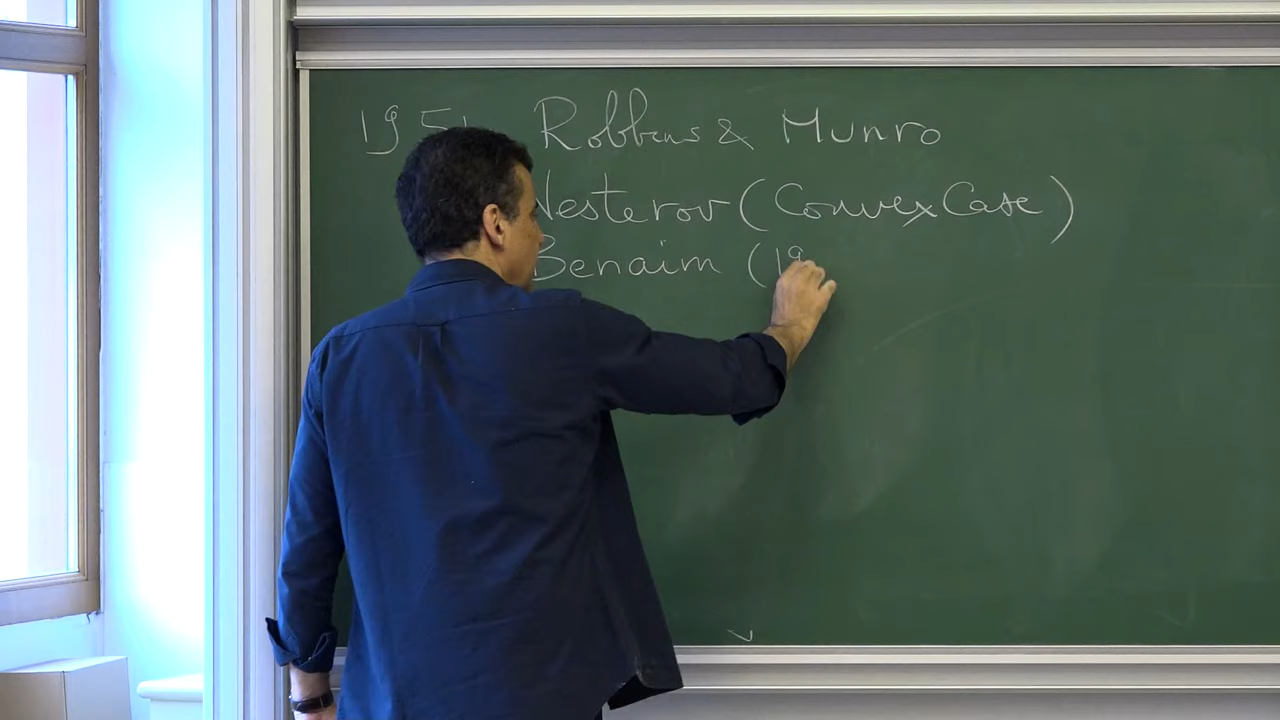 1951 Robbins & Munro
Nesterov (Convex Case)
Benaim (19